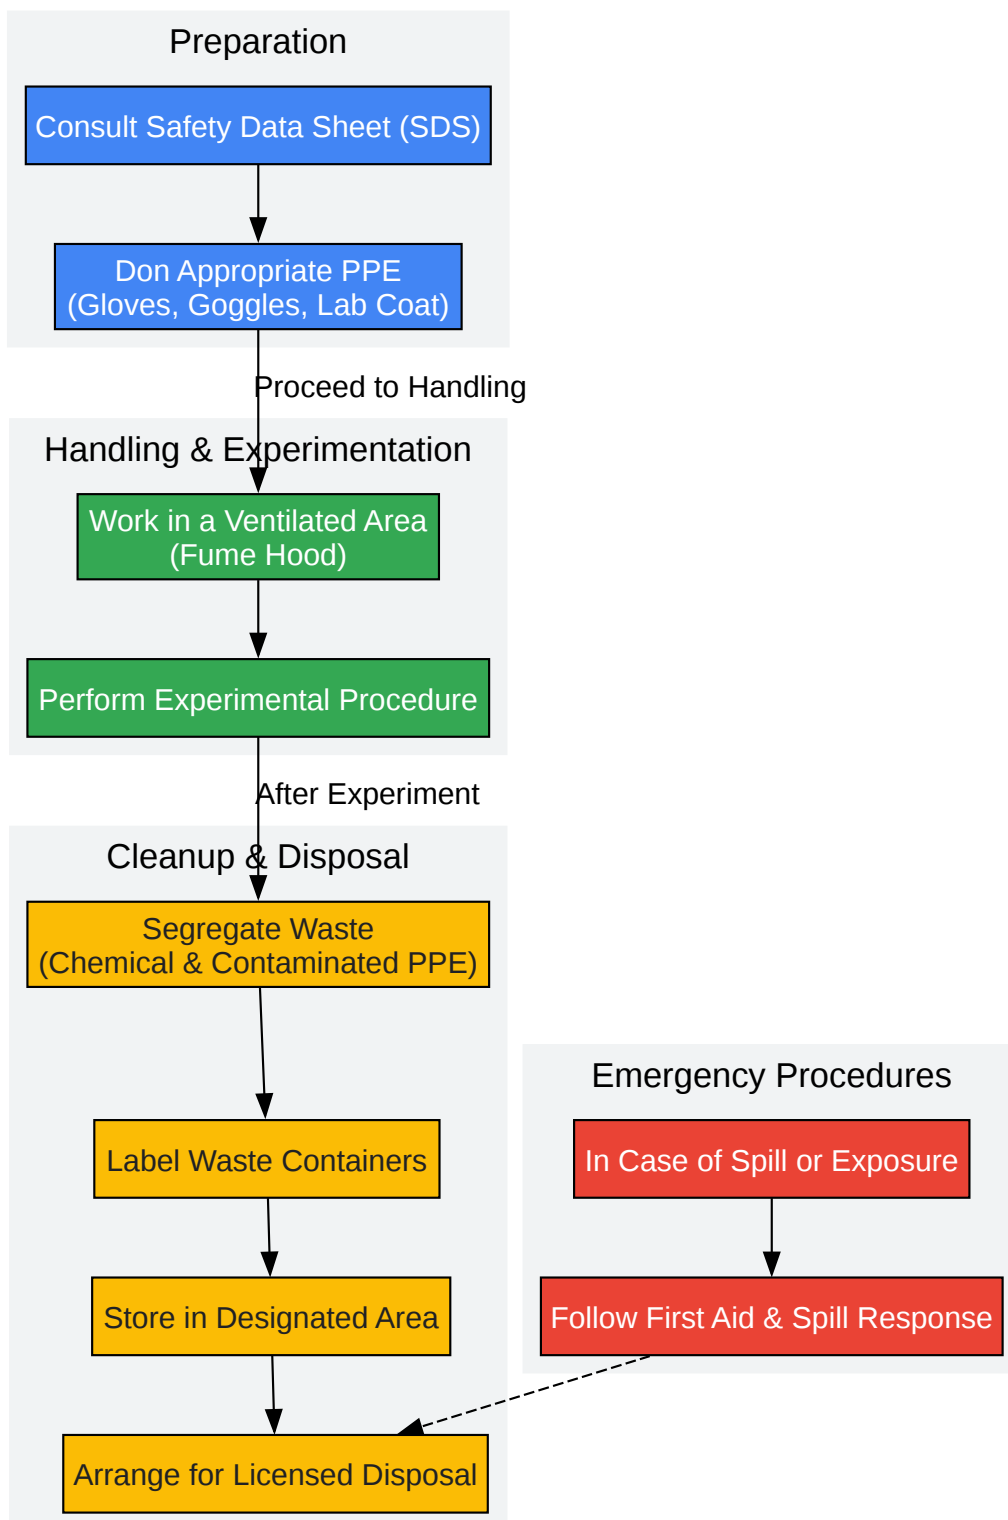 Preparation
Consult Safety Data Sheet (SDS)
Don Appropriate PPE
(Gloves, Goggles, Lab Coat)
Proceed to Handling
Handling & Experimentation
Work in a Ventilated Area
(Fume Hood)
Perform Experimental Procedure
After Experiment
Cleanup & Disposal
Segregate Waste
(Chemical & Contaminated PPE)
Label Waste Containers
Store in Designated Area
Arrange for Licensed Disposal
Emergency Procedures
In Case of Spill or Exposure
Follow First Aid & Spill Response